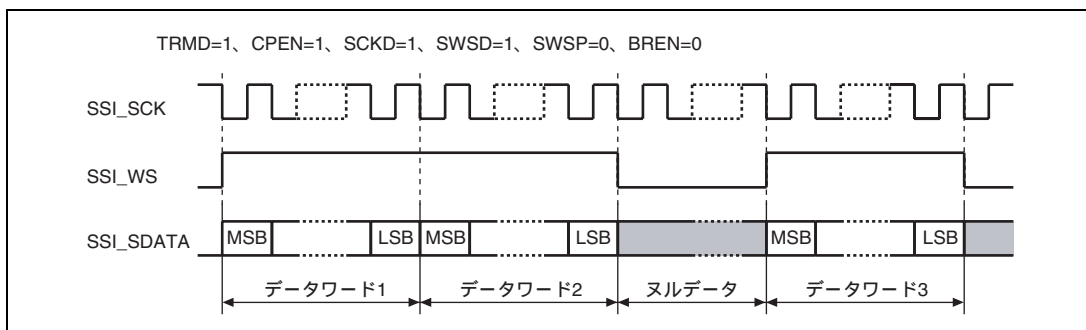 TRMD=1、CPEN=1、SCKD=1、SWSD=1、SWSP=0、BREN=0
SSI_SCK
SSI_WS
SSI_SDATA MSB LSB MSB LSB MSB LSB
データワード1 データワード2 ヌルデータ データワード3